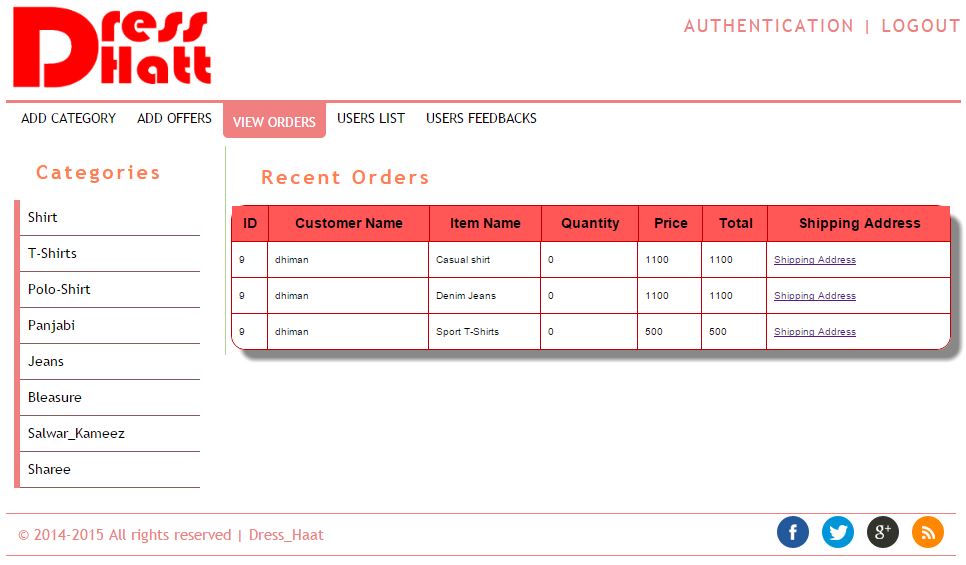 Dress
Hatt
AUTHENTICATION | LOGOUT
ADD CATEGORY ADD OFFERS VIEW ORDERS USERS LIST USERS FEEDBACKS
Categories
Shirt
T-Shirts
Polo-Shirt
Panjabi
Jeans
Bleasure
Salwar_Kameez
Sharee
Recent Orders
ID Customer Name Item Name Quantity Price Total Shipping Address
9 dhiman Casual shirt 0 1100 1100 Shipping Address
9 dhiman Denim Jeans 0 1100 1100 Shipping Address
9 dhiman Sport T-Shirts 0 500 500 Shipping Address
© 2014-2015 All rights reserved | Dress_Haat
f g+